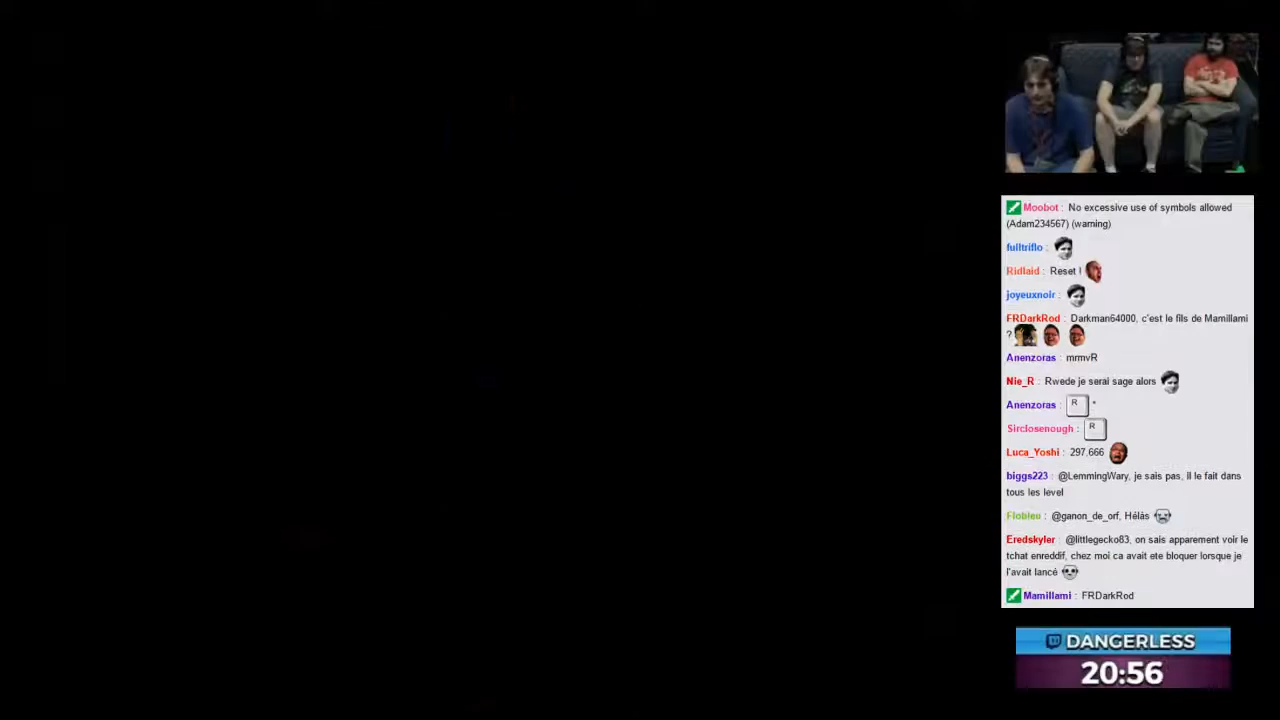 Moobot : No excessive use of symbols allowed
(Adam234567) (warning)
fulltriflo :
Ridlaid : Reset !
joyeuxnoir :
FRDarkRod : Darkman64000, c'est le fils de Mamillami
?
Anenzoras : mrmvR
Nie_R : Rwede je serai sage alors
Anenzoras : R *
Sirclosenough : R
Luca_Yoshi : 297,666
biggs223 : @LemmingWary, je sais pas, il le fait dans
tous les level
Flobleu : @ganon_de_orf, Hélàs
Eredskyler : @littlegecko83, on sais apparement voir le
tchat enreddif, chez moi ca avait ete bloquer lorsque je
l'avait lancé
Mamillami : FRDarkRod
DANGERLESS
20:56